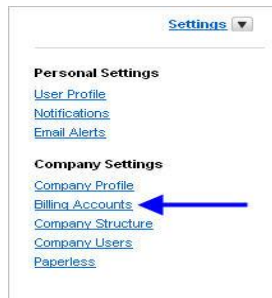 Settings
Personal Settings
User Profile
Notifications
Email Alerts
Company Settings
Company Profile
Billing Accounts
Company Structure
Company Users
Paperless